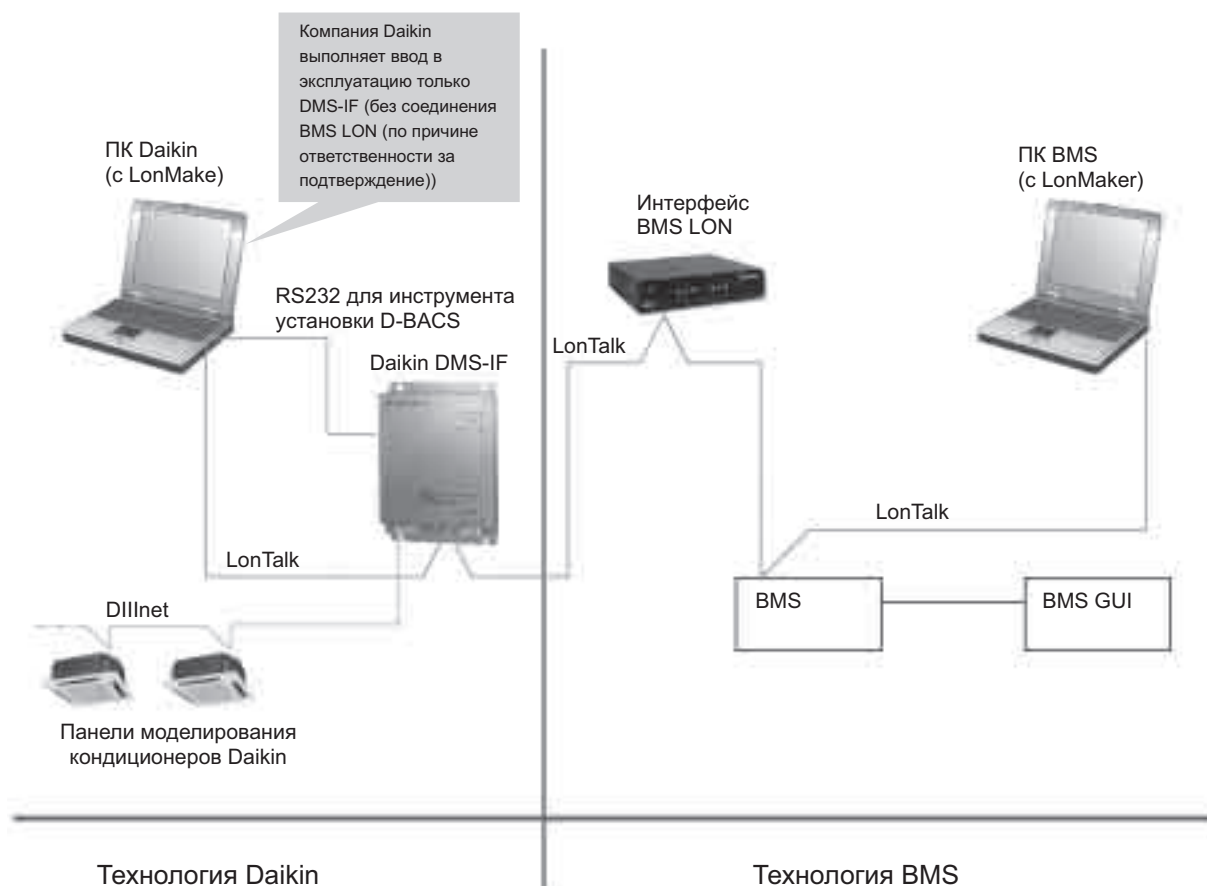 Компания Daikin
выполняет ввод в
эксплуатацию только
DMS-IF (без соединения
BMS LON (по причине
ответственности за
подтверждение))
ПК Daikin
(с LonMake)
RS232 для инструмента
установки D-BACS
Daikin DMS-IF
LonTalk
DIIInet
Панели моделирования
кондиционеров Daikin
Интерфейс
BMS LON
LonTalk
ПК BMS
(с LonMaker)
LonTalk
BMS
BMS GUI
Технология Daikin
Технология BMS